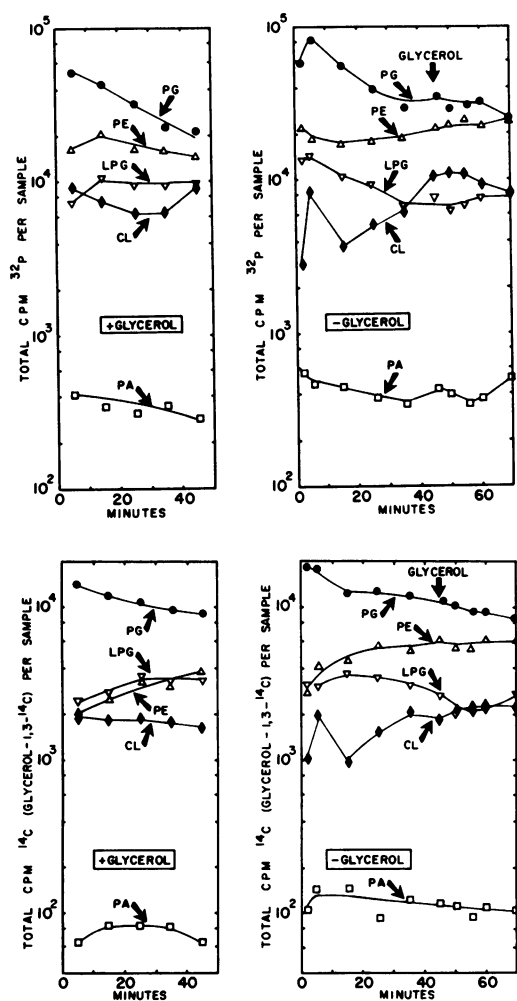 TOTAL CPM ³²P PER SAMPLE
10⁵
10⁴
10³
10²
PG
PE
LPG
CL
+GLYCEROL
PA
0 20 40
MINUTES
TOTAL CPM ³²P PER SAMPLE
10⁵
10⁴
10³
10²
GLYCEROL
PG
PE
LPG
CL
-GLYCEROL
PA
0 20 40 60
MINUTES
TOTAL CPM ¹⁴C (GLYCEROL-1,3-¹⁴C) PER SAMPLE
10⁴
10³
10²
PG
LPG
PE
CL
+GLYCEROL
PA
0 20 40
MINUTES
TOTAL CPM ¹⁴C (GLYCEROL-1,3-¹⁴C) PER SAMPLE
10⁴
10³
10²
GLYCEROL
PG
PE
LPG
CL
-GLYCEROL
PA
0 20 40 60
MINUTES